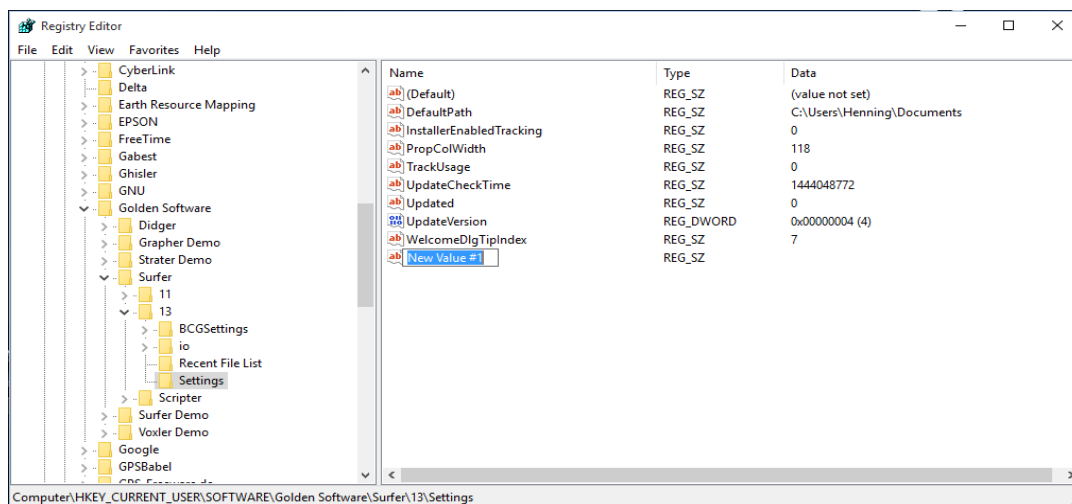 Registry Editor
File Edit View Favorites Help
CyberLink
Delta
Earth Resource Mapping
EPSON
FreeTime
Gabest
Ghisler
GNU
Golden Software
Didger
Grapher Demo
Strater Demo
Surfer
11
13
BCGSettings
io
Recent File List
Settings
Scripter
Surfer Demo
Voxler Demo
Google
GPSBabel
GPS-Freeware.de
Name Type Data
(Default) REG_SZ (value not set)
DefaultPath REG_SZ C:\Users\Henning\Documents
InstallerEnabledTracking REG_SZ 0
PropColWidth REG_SZ 118
TrackUsage REG_SZ 0
UpdateCheckTime REG_SZ 1444048772
Updated REG_SZ 0
UpdateVersion REG_DWORD 0x00000004 (4)
WelcomeDlgTipIndex REG_SZ 7
New Value #1 REG_SZ
Computer\HKEY_CURRENT_USER\SOFTWARE\Golden Software\Surfer\13\Settings